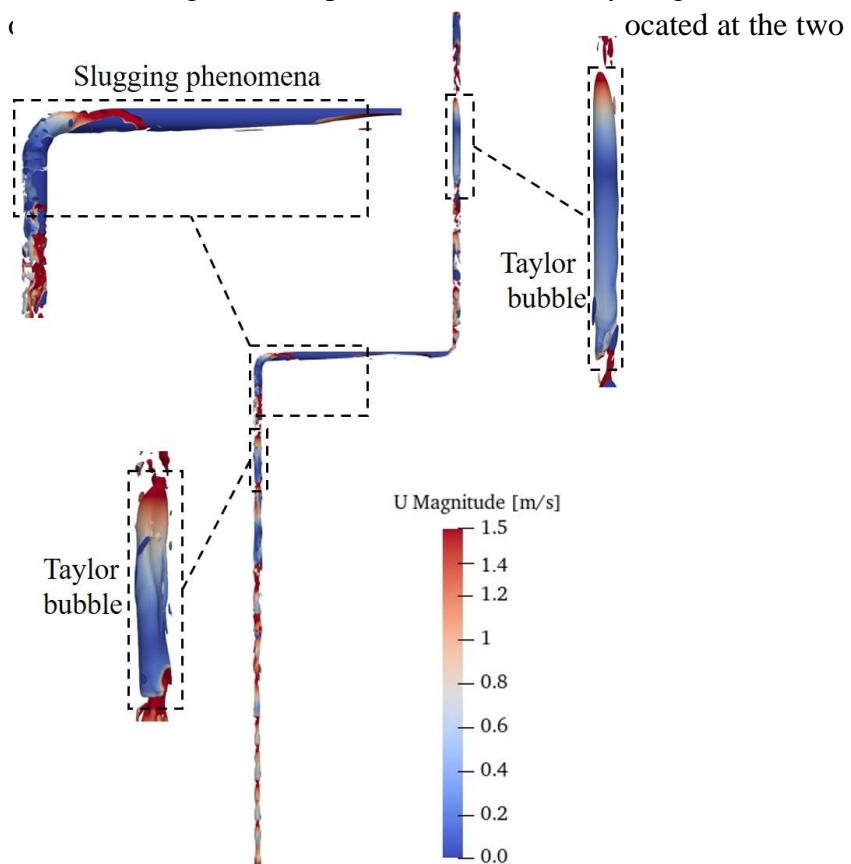 ocated at the two
Slugging phenomena
Taylor
bubble
Taylor
bubble
U Magnitude [m/s]
1.5
1.4
1.2
1
0.8
0.6
0.4
0.2
0.0